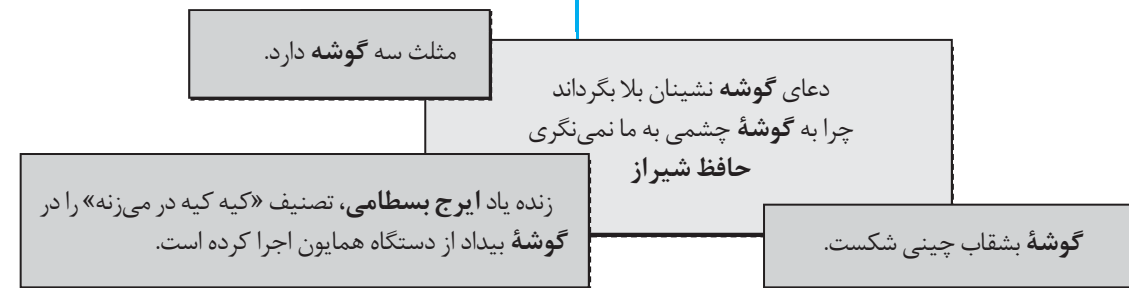 مثلث سه گوشه دارد.
دعای گوشه نشینان بلا بگرداند
چرا به گوشهٔ چشمی به ما نمی‌نگری
حافظ شیراز
زنده یاد ایرج بسطامی، تصنیف «کیه کیه در می‌زنه» را در
گوشهٔ بیداد از دستگاه همایون اجرا کرده است.
گوشهٔ بشقاب چینی شکست.